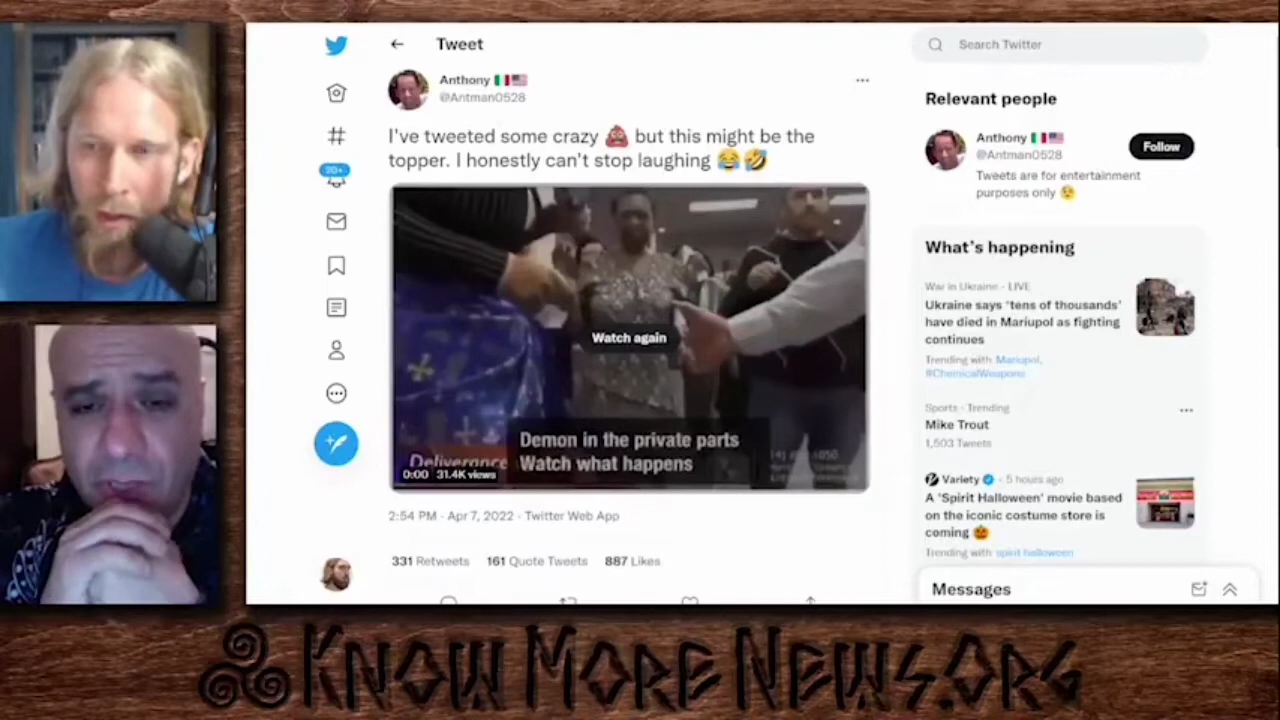 Tweet
Search Twitter
Anthony
@Antman0528
I've tweeted some crazy 💩 but this might be the
topper. I honestly can't stop laughing 😂🤣
Watch again
Demon in the private parts
Watch what happens
Deliverance
0:00 31.4K views
2:54 PM · Apr 7, 2022 · Twitter Web App
331 Retweets 161 Quote Tweets 887 Likes
20+
Relevant people
Anthony
@Antman0528
Follow
Tweets are for entertainment
purposes only
What's happening
War in Ukraine · LIVE
Ukraine says 'tens of thousands'
have died in Mariupol as fighting
continues
Trending with Mariupol,
#ChemicalWeapons
Sports · Trending
Mike Trout
1,503 Tweets
Variety · 5 hours ago
A 'Spirit Halloween' movie based
on the iconic costume store is
coming 🎃
Trending with spirit halloween
Messages
KNOW MORE NEWS.ORG